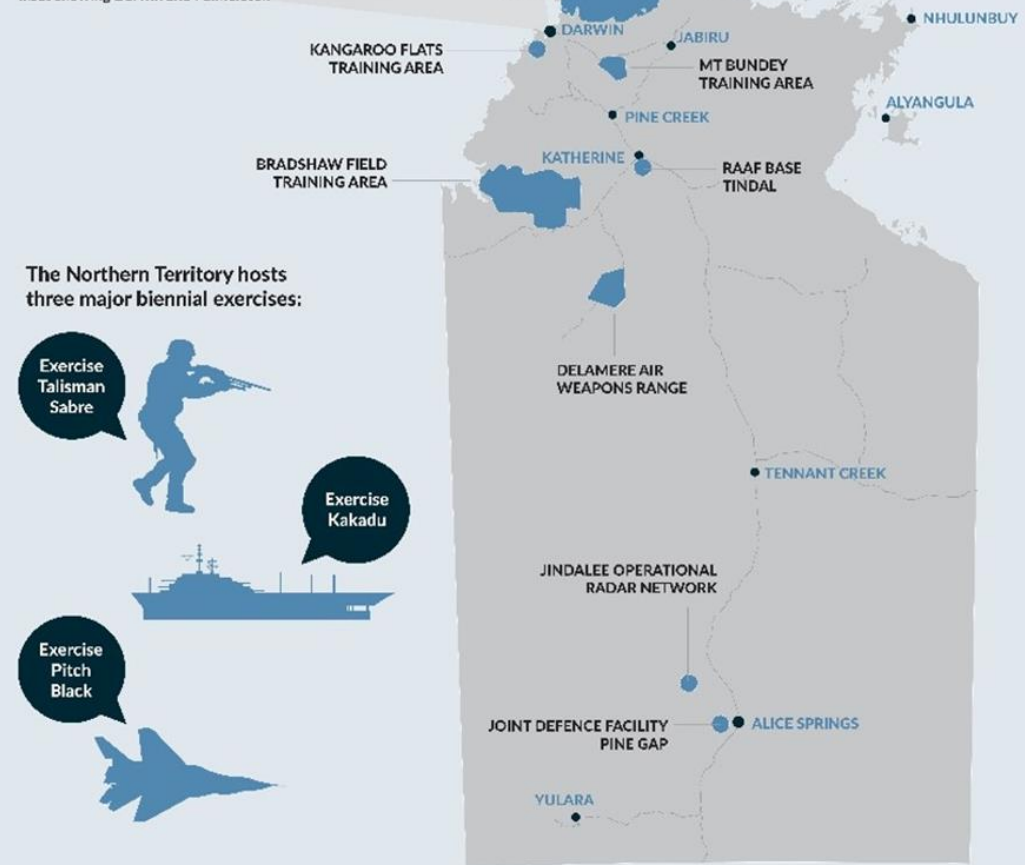 DARWIN
NHULUNBUY
KANGAROO FLATS
TRAINING AREA
JABIRU
MT BUNDEY
TRAINING AREA
ALYANGULA
PINE CREEK
BRADSHAW FIELD
TRAINING AREA
KATHERINE
RAAF BASE
TINDAL
The Northern Territory hosts
three major biennial exercises:
Exercise
Talisman
Sabre
DELAMERE AIR
WEAPONS RANGE
TENNANT CREEK
Exercise
Kakadu
JINDALEE OPERATIONAL
RADAR NETWORK
Exercise
Pitch
Black
JOINT DEFENCE FACILITY
PINE GAP
ALICE SPRINGS
YULARA